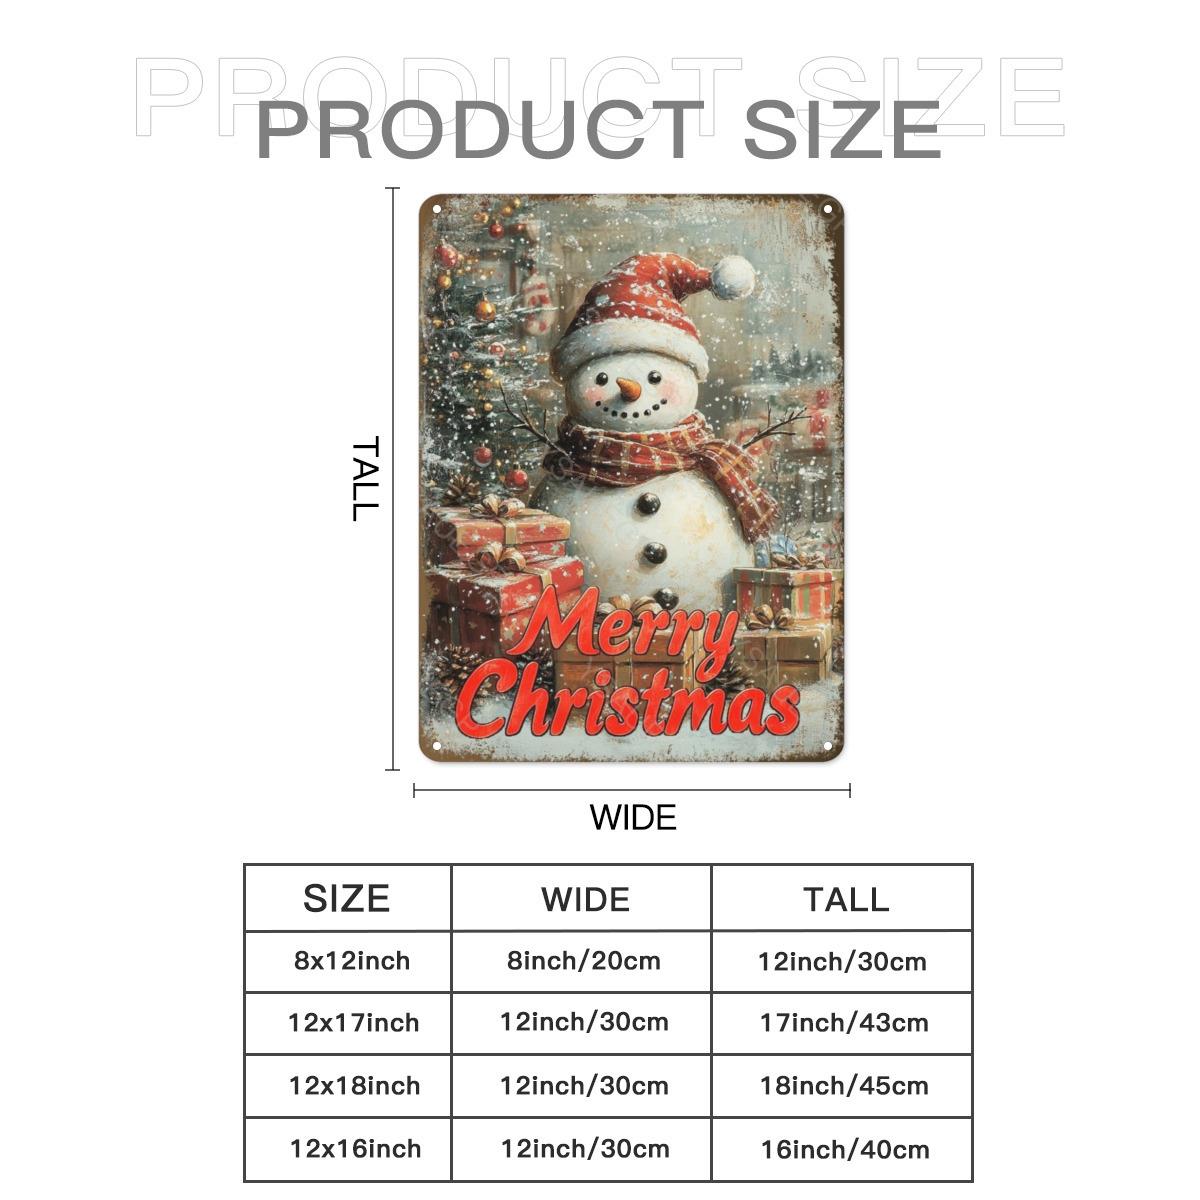 PRODUCT SIZE
PRODUCT SIZE
TALL
Merry
Christmas
WIDE
SIZE WIDE TALL
8x12inch 8inch/20cm 12inch/30cm
12x17inch 12inch/30cm 17inch/43cm
12x18inch 12inch/30cm 18inch/45cm
12x16inch 12inch/30cm 16inch/40cm